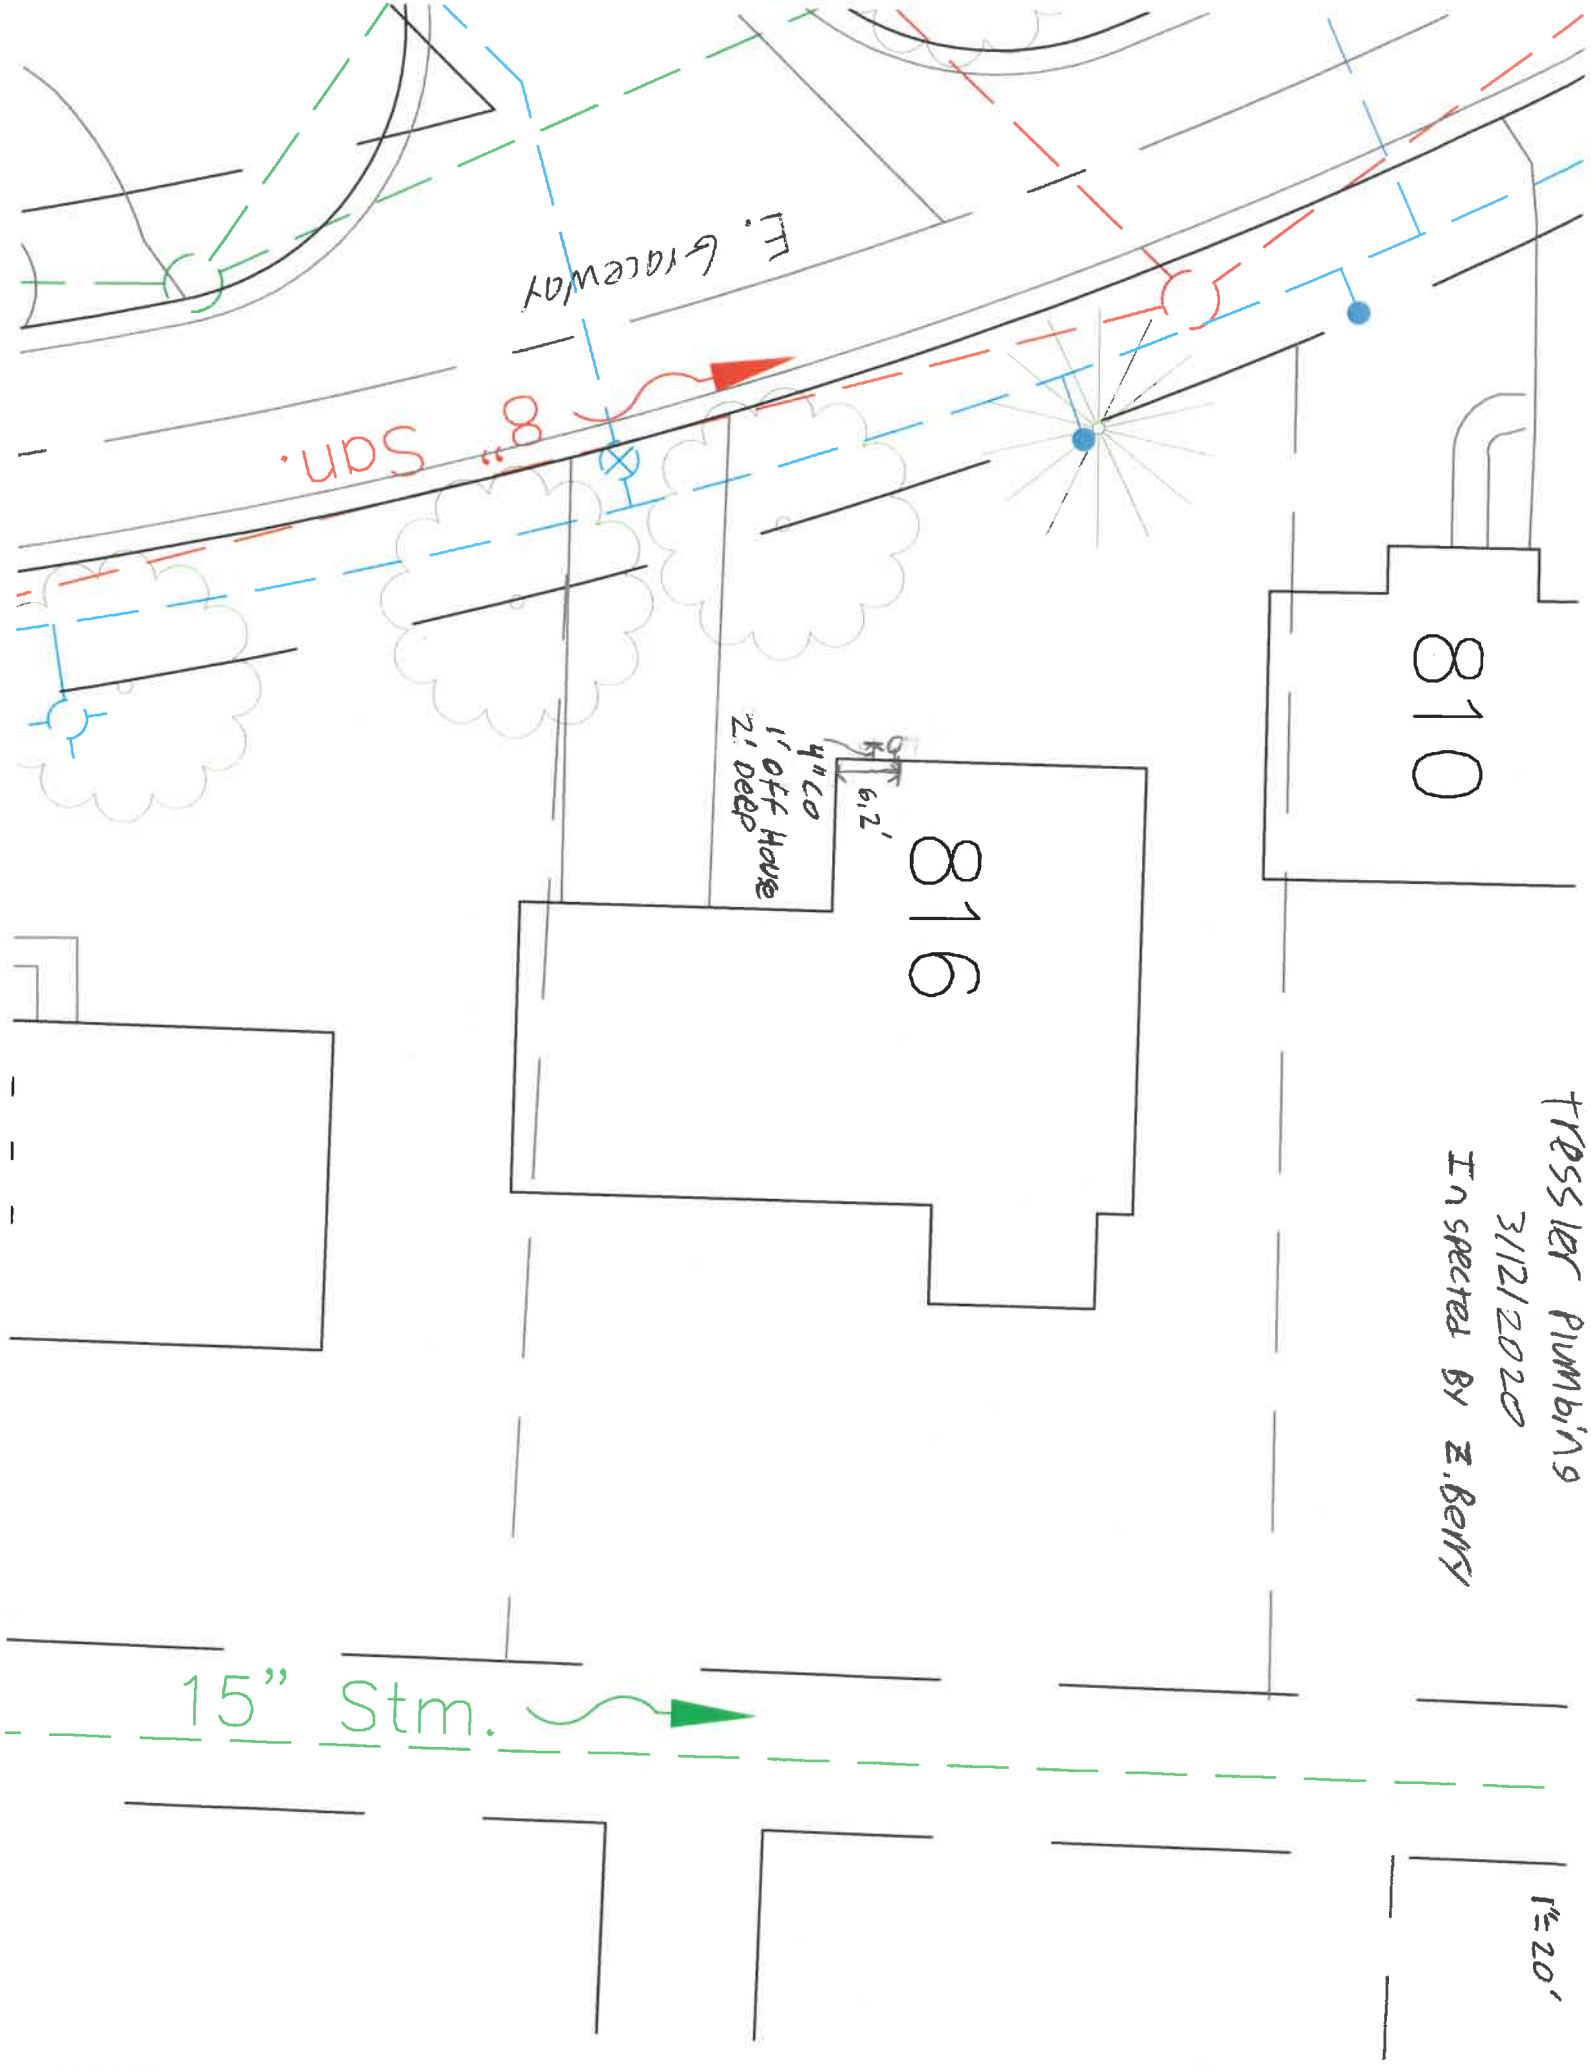 E. Graceway
8" San.
810
816
6.2'
4" CO
1' Off House
2' Deep
Tressler Plumbing
3/12/2020
Inspected By Z. Berry
15" Stm.
1"=20'